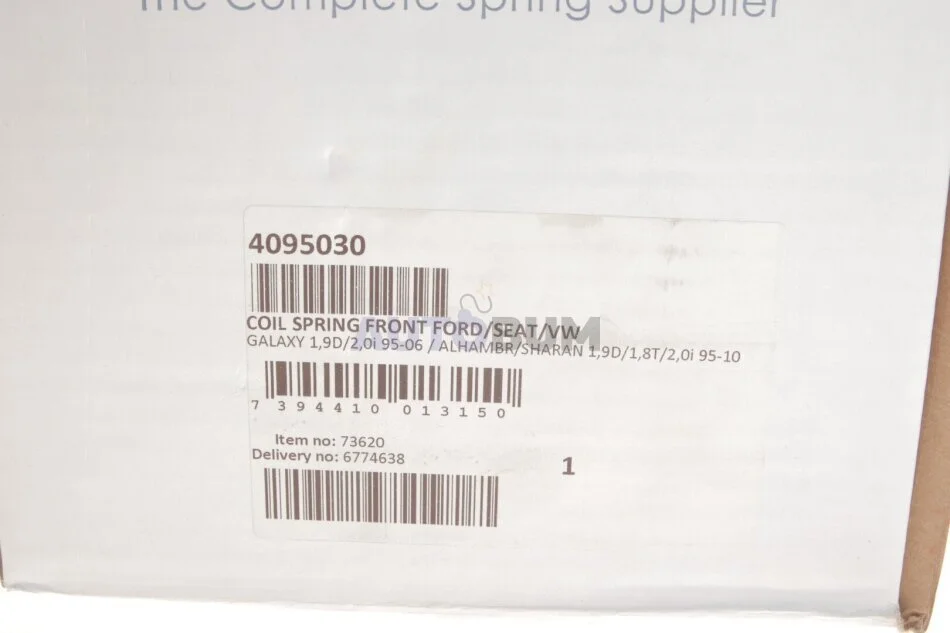 The Complete Spring Supplier
4095030
COIL SPRING FRONT FORD/SEAT/VW
AUTOBUM
GALAXY 1,9D/2,0i 95-06 / ALHAMBR/SHARAN 1,9D/1,8T/2,0i 95-10
7 394410 013150
Item no: 73620
Delivery no: 6774638
1